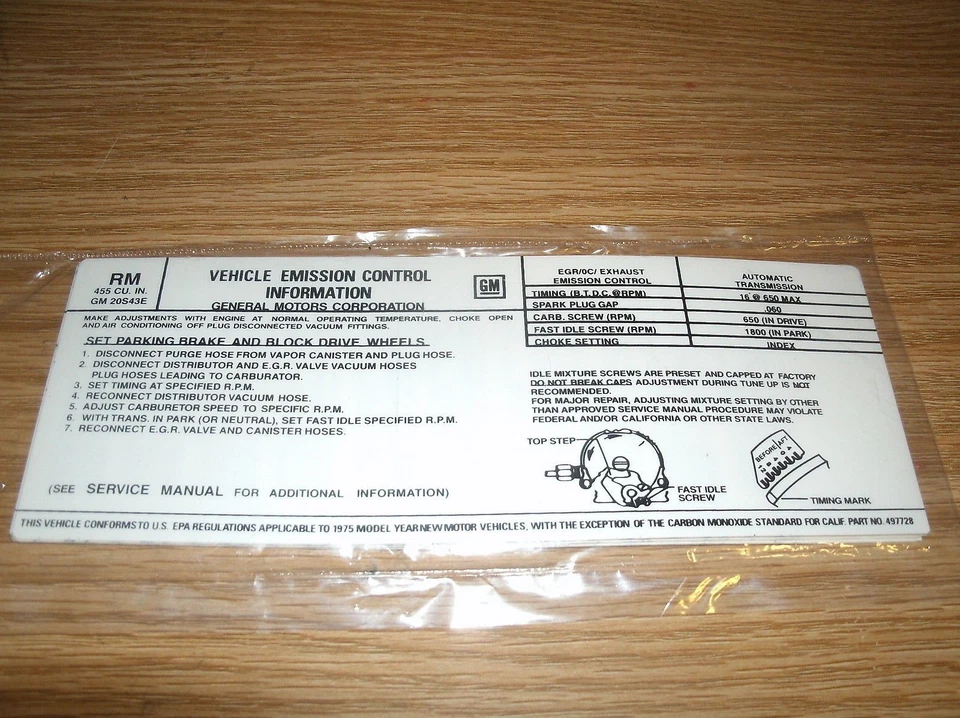 RM
455 CU. IN.
GM 20S43E
VEHICLE EMISSION CONTROL
INFORMATION
GENERAL MOTORS CORPORATION
GM
MAKE ADJUSTMENTS WITH ENGINE AT NORMAL OPERATING TEMPERATURE, CHOKE OPEN
AND AIR CONDITIONING OFF PLUG DISCONNECTED VACUUM FITTINGS.
SET PARKING BRAKE AND BLOCK DRIVE WHEELS.
1. DISCONNECT PURGE HOSE FROM VAPOR CANISTER AND PLUG HOSE.
2. DISCONNECT DISTRIBUTOR AND E.G.R. VALVE VACUUM HOSES
PLUG HOSES LEADING TO CARBURATOR.
3. SET TIMING AT SPECIFIED R.P.M.
4. RECONNECT DISTRIBUTOR VACUUM HOSE.
5. ADJUST CARBURETOR SPEED TO SPECIFIC R.P.M.
6. WITH TRANS. IN PARK (OR NEUTRAL), SET FAST IDLE SPECIFIED R.P.M.
7. RECONNECT E.G.R. VALVE AND CANISTER HOSES.
(SEE SERVICE MANUAL FOR ADDITIONAL INFORMATION)
EGR/0C/ EXHAUST
EMISSION CONTROL
AUTOMATIC
TRANSMISSION
TIMING (B.T.D.C.@RPM) 16 @ 650 MAX
SPARK PLUG GAP .060
CARB. SCREW (RPM) 650 (IN DRIVE)
FAST IDLE SCREW (RPM) 1800 (IN PARK)
CHOKE SETTING INDEX
IDLE MIXTURE SCREWS ARE PRESET AND CAPPED AT FACTORY
DO NOT BREAK CAPS ADJUSTMENT DURING TUNE UP IS NOT
RECOMMENDED.
FOR MAJOR REPAIR, ADJUSTING MIXTURE SETTING BY OTHER
THAN APPROVED SERVICE MANUAL PROCEDURE MAY VIOLATE
FEDERAL AND/OR CALIFORNIA OR OTHER STATE LAWS.
TOP STEP
FAST IDLE
SCREW
BEFORE AFT
TIMING MARK
THIS VEHICLE CONFORMS TO U.S. EPA REGULATIONS APPLICABLE TO 1975 MODEL YEAR NEW MOTOR VEHICLES, WITH THE EXCEPTION OF THE CARBON MONOXIDE STANDARD FOR CALIF. PART NO. 497728